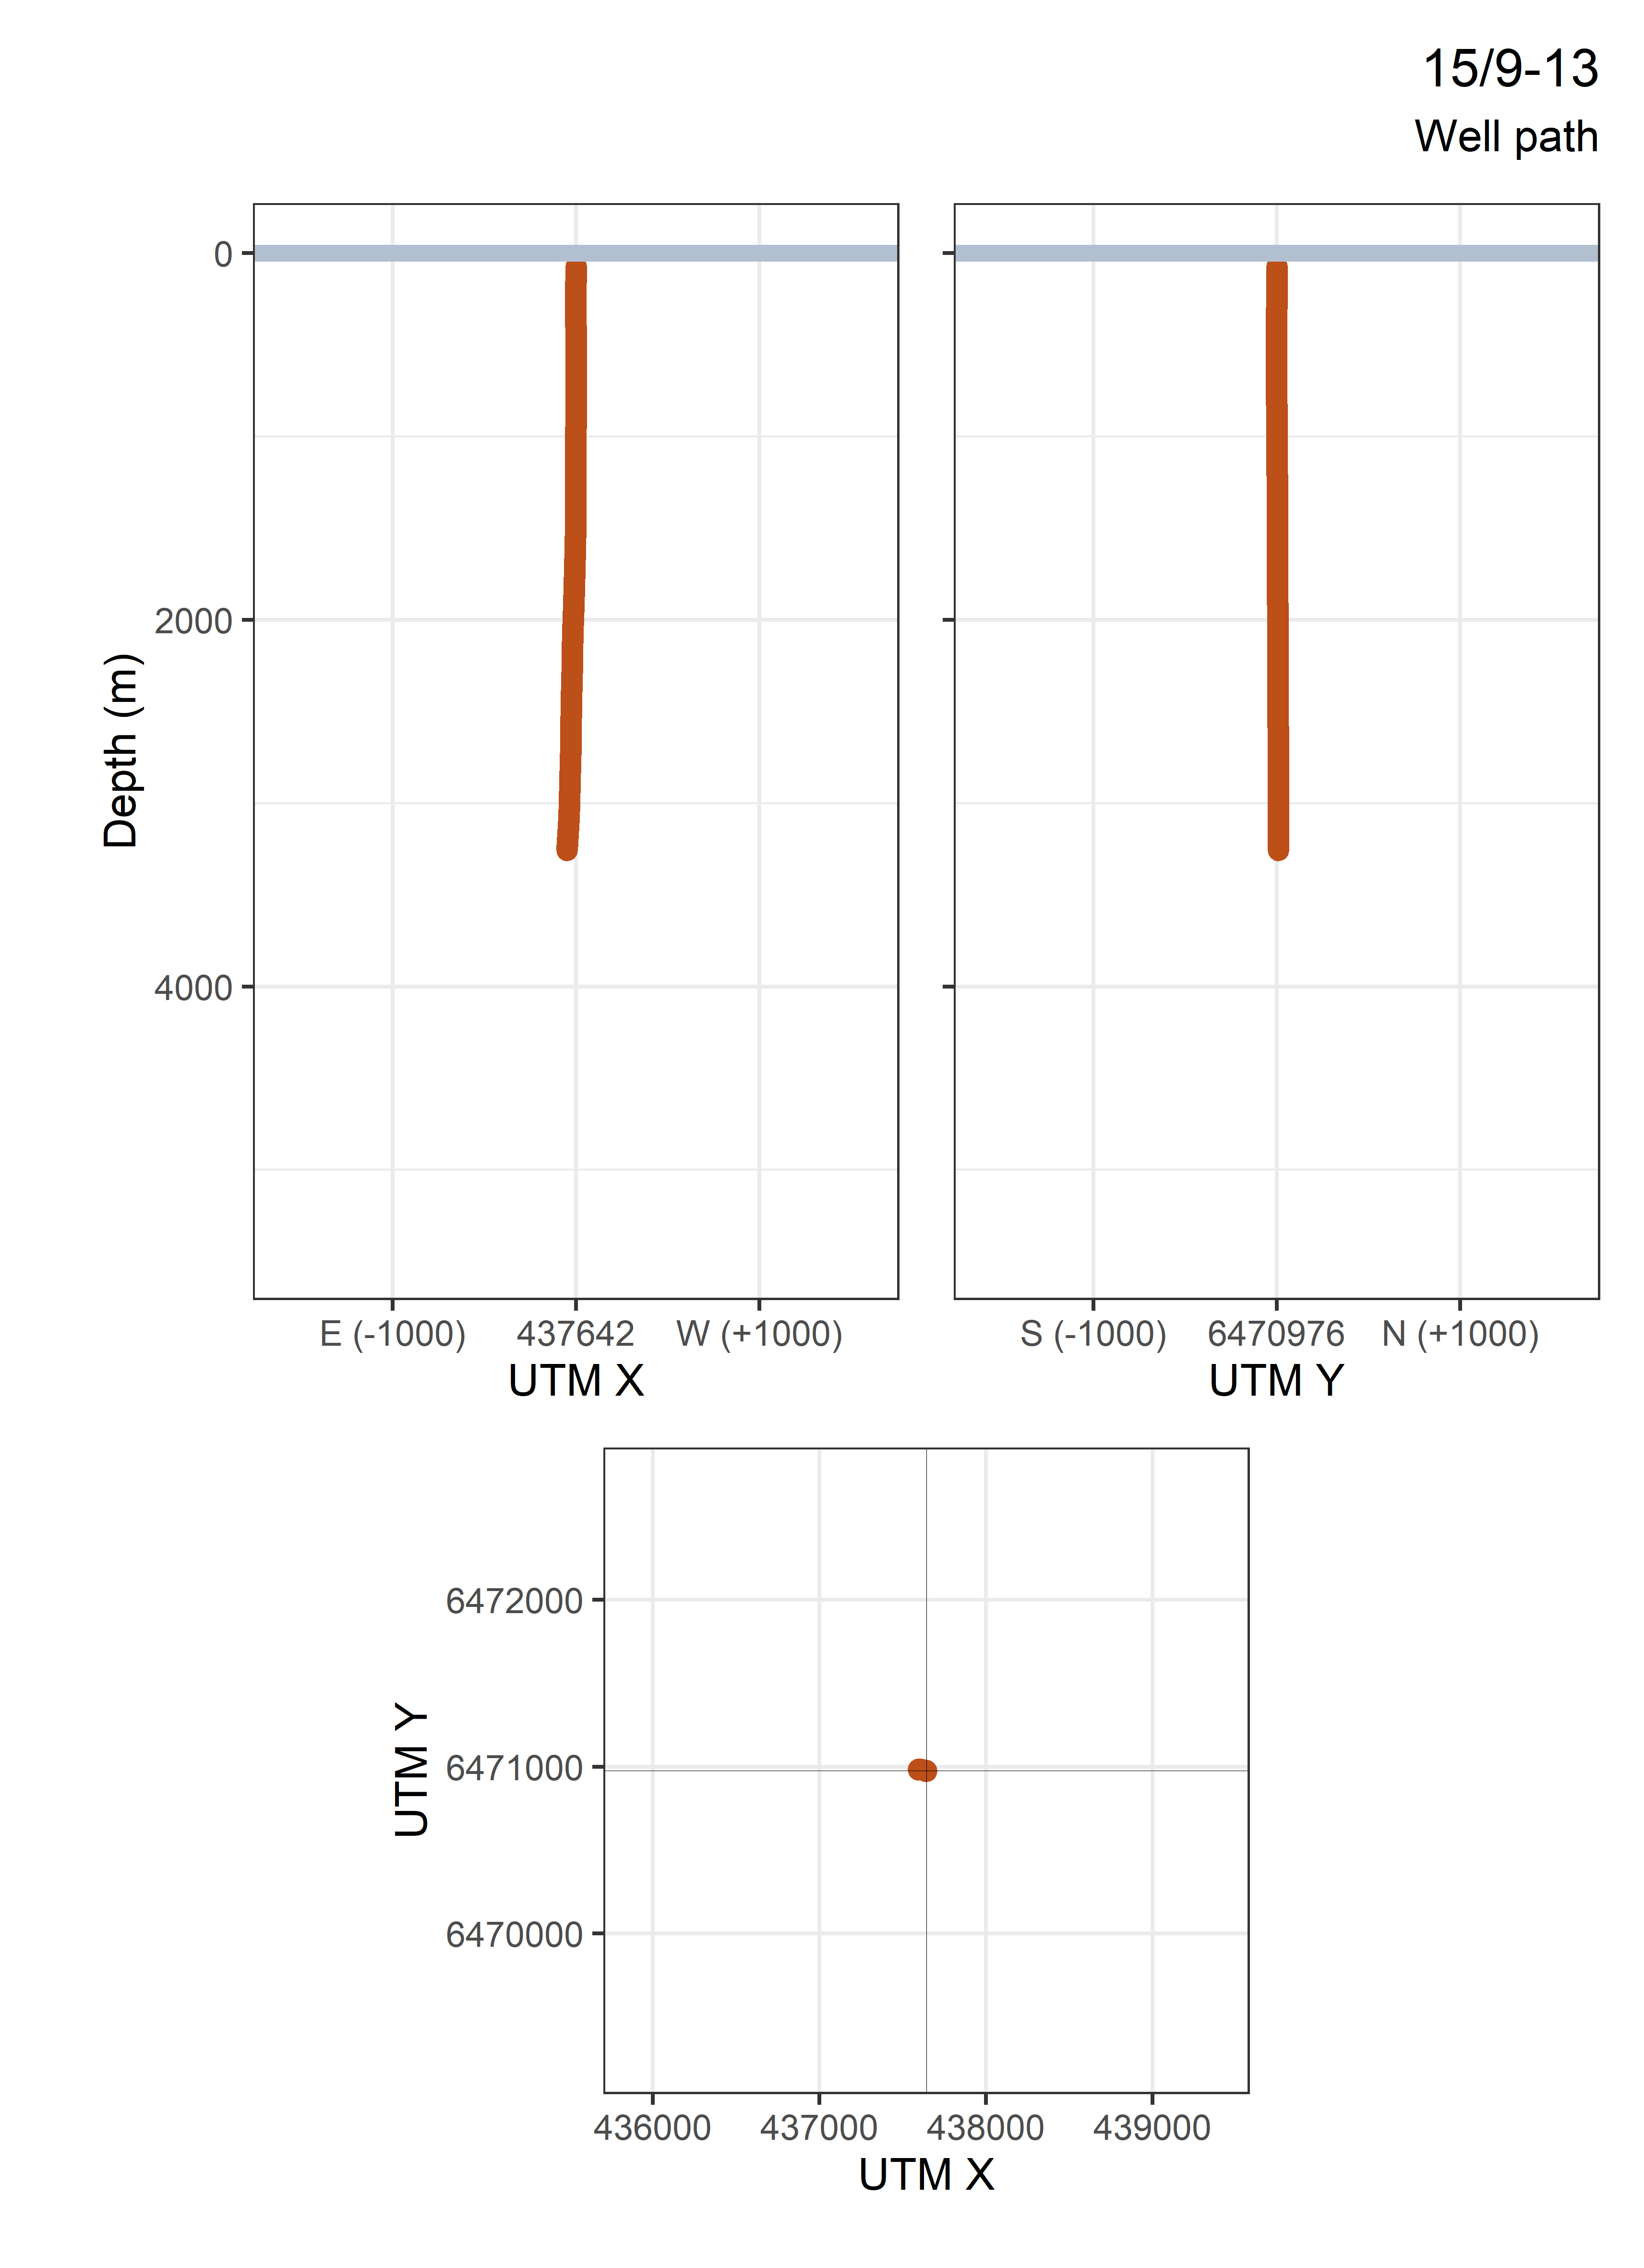 15/9-13
Well path
0
2000
4000
Depth (m)
E (-1000) 437642 W (+1000)
UTM X
S (-1000) 6470976 N (+1000)
UTM Y
6472000
6471000
6470000
UTM Y
436000 437000 438000 439000
UTM X